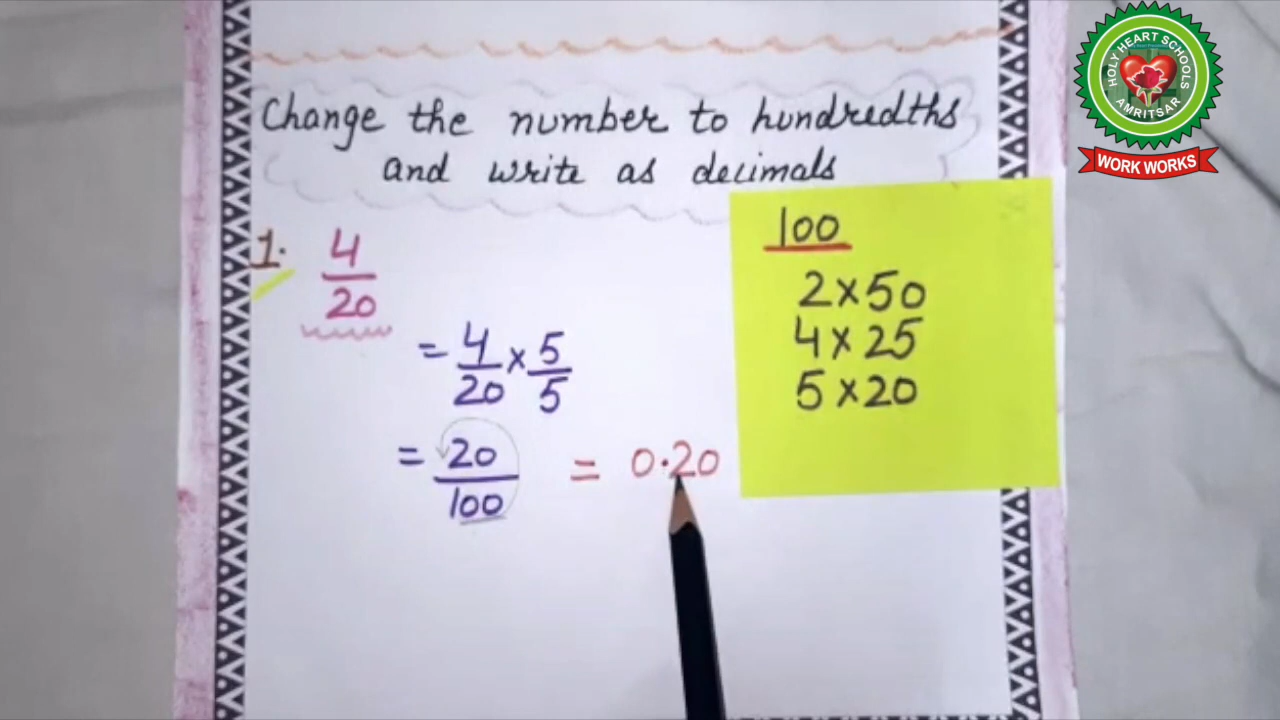 Change the number to hundredths
and write as decimals
1. 4/20
= 4/20 × 5/5
= 20/100 = 0.20
100
2×50
4×25
5×20
HOLY HEART SCHOOLS
AMRITSAR
WORK WORKS